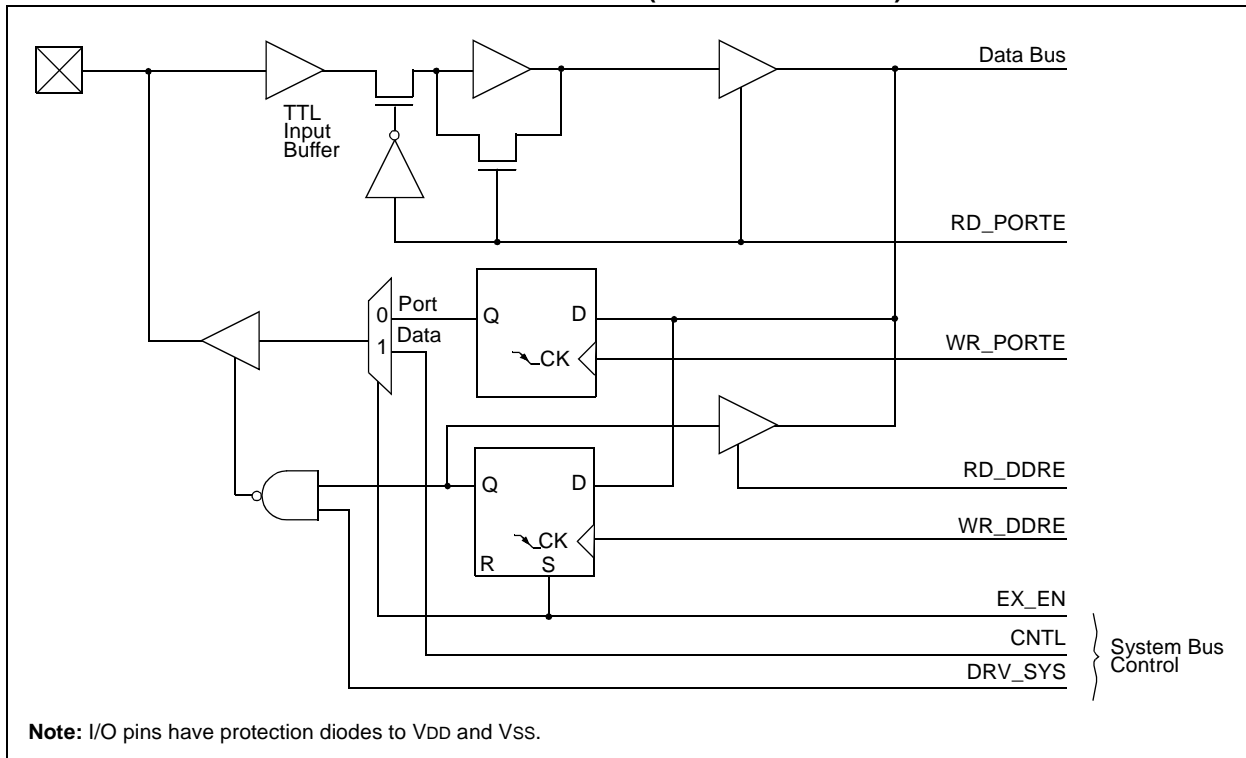 Data Bus
TTL
Input
Buffer
RD_PORTE
0
Port
Q
D
Data
1
CK
WR_PORTE
Q
D
RD_DDRE
CK
WR_DDRE
R
S
EX_EN
CNTL
System Bus
Control
DRV_SYS
Note: I/O pins have protection diodes to VDD and VSS.